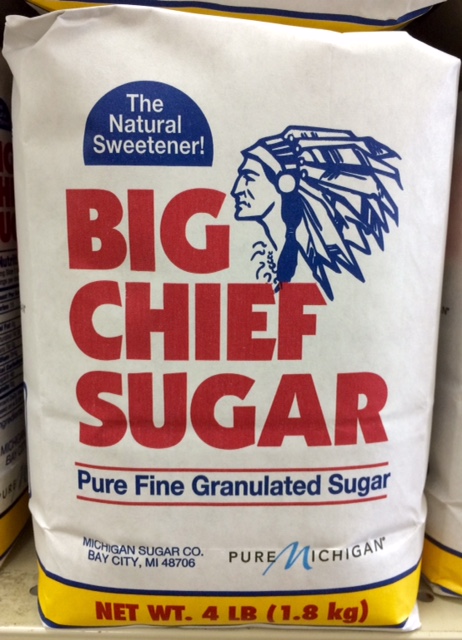 The
Natural
Sweetener!
BIG
CHIEF
SUGAR
Pure Fine Granulated Sugar
MICHIGAN SUGAR CO.
BAY CITY, MI 48706
PURE MICHIGAN
NET WT. 4 LB (1.8 kg)